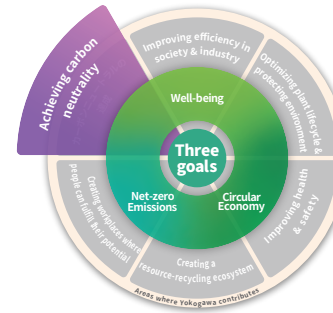 Achieving carbon
neutrality
Improving efficiency in
society & industry
Optimizing plant lifecycle &
protecting environment
Improving health
& safety
Creating a
resource-recycling ecosystem
Creating workplaces where
people can fulfill their potential
Well-being
Circular
Economy
Net-zero
Emissions
Three
goals
Areas where Yokogawa contributes